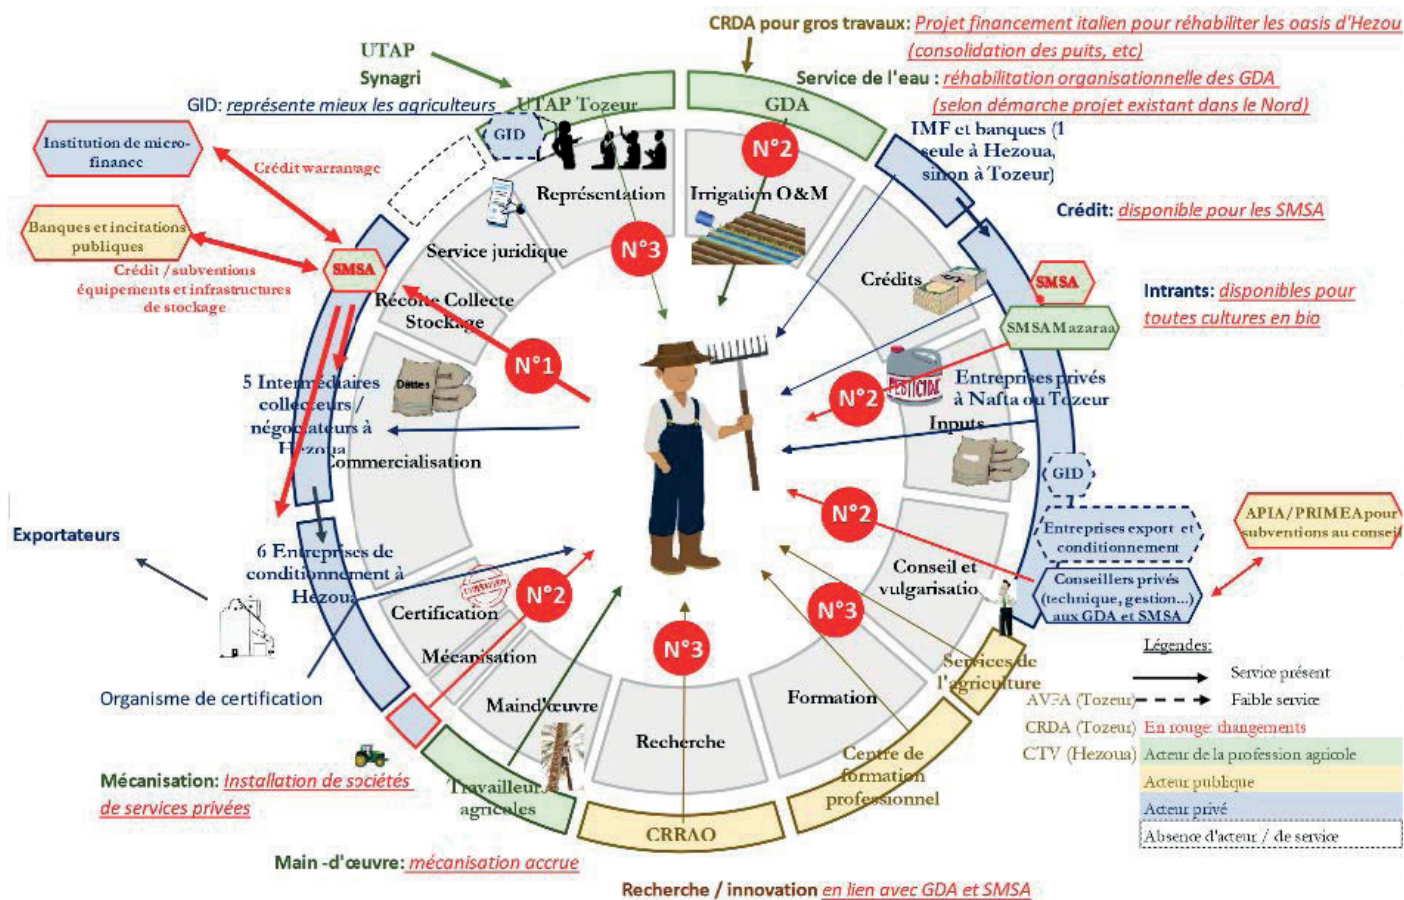 CRDA pour gros travaux: Projet financement italien pour réhabiliter les oasis d'Hezou
(consolidation des puits, etc)
UTAP
Synagri
Service de l'eau : réhabilitation organisationnelle des GDA
(selon démarche projet existant dans le Nord)
GID: représente mieux les agriculteurs
UTAP Tozeur
GDA
GID
IMF et banques (1
seule à Hezoua,
sinon à Tozeur)
Institution de micro-
finance
Crédit warrantage
N°2
Représentation
Irrigation O&M
Crédit: disponible pour les SMSA
Banques et incitations
publiques
Service juridique
N°3
SMSA
Crédit /subventions
équipements et infrastructures
de stockage
Crédits
SMSA
Intrants: disponibles pour
toutes cultures en bio
Récolte Collecte
Stockage
SMSA Mazaraa
N°1
Dattes
PESTICIDE
5 Intermédiaires
collecteurs /
négociateurs à
Hezoua
N°2
Entreprises privés
à Nafta ou Tozeur
Inputs
Commercialisation
GID
N°2
APIA/PRIMEA pour
subventions au conseil
Entreprises export et
conditionnement
Exportateurs
6 Entreprises de
conditionnement à
Hézoua
Conseil et
vulgarisatio
Conseillers privés
(technique, gestion...)
aux GDA et SMSA
Certification
N°2
N°3
Mécanisation
N°3
Services de
l'agriculture
Légendes:
Service présent
Organisme de certification
Main d'œuvre
Formation
AVFA (Tozeur)
Faible service
Recherche
CRDA (Tozeur)
En rouge: changements
Centre de
formation
professionnel
CTV (Hezoua)
Acteur de la profession agricole
Mécanisation: Installation de sociétés
de services privées
Travailleur
agricoles
Acteur publique
Acteur privé
CRRAO
Absence d'acteur / de service
Main -d'œuvre: mécanisation accrue
Recherche / innovation en lien avec GDA et SMSA